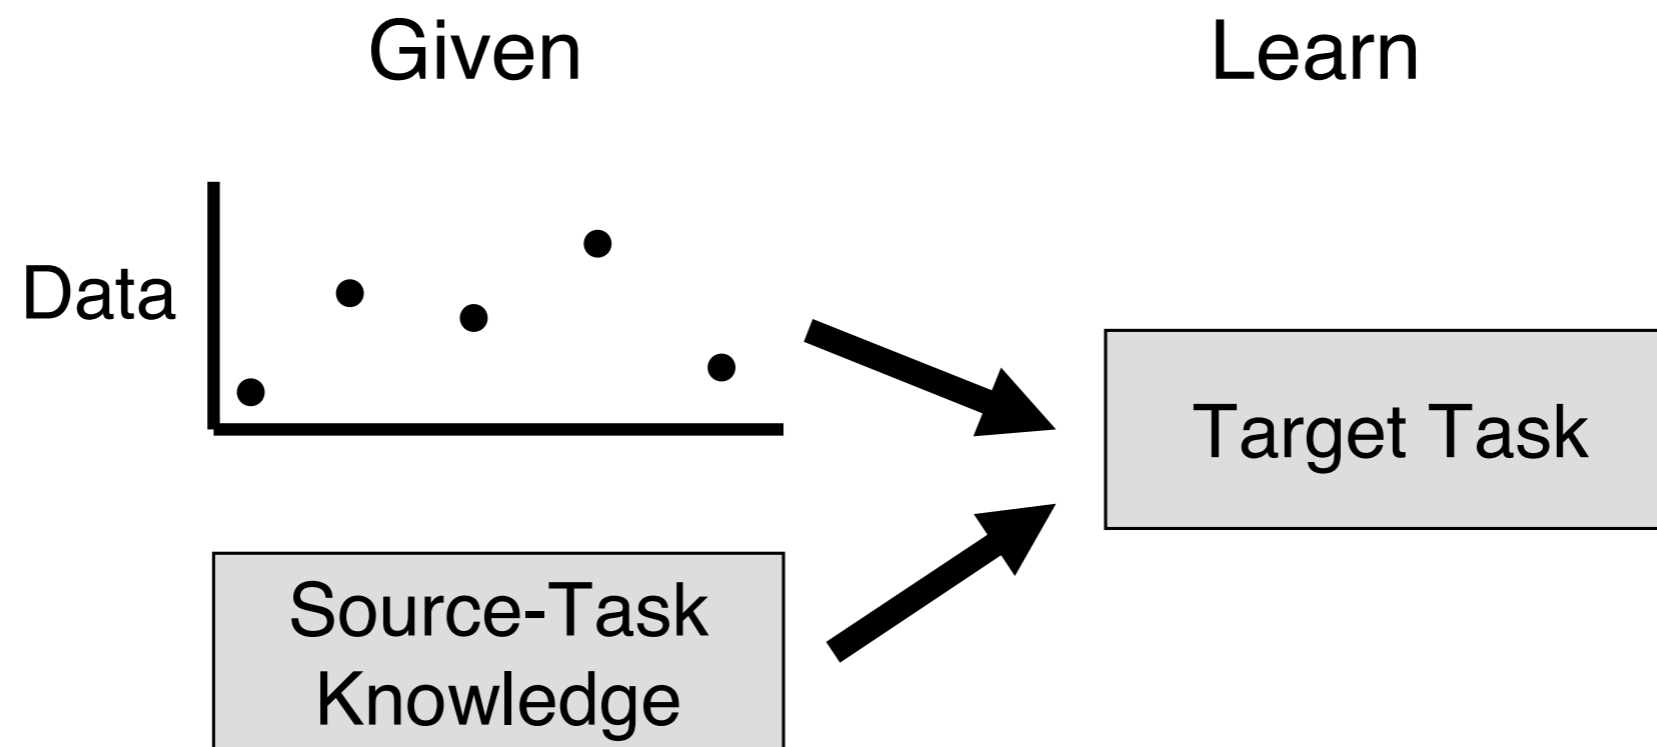 Given
Learn
Data
Target Task
Source-Task
Knowledge